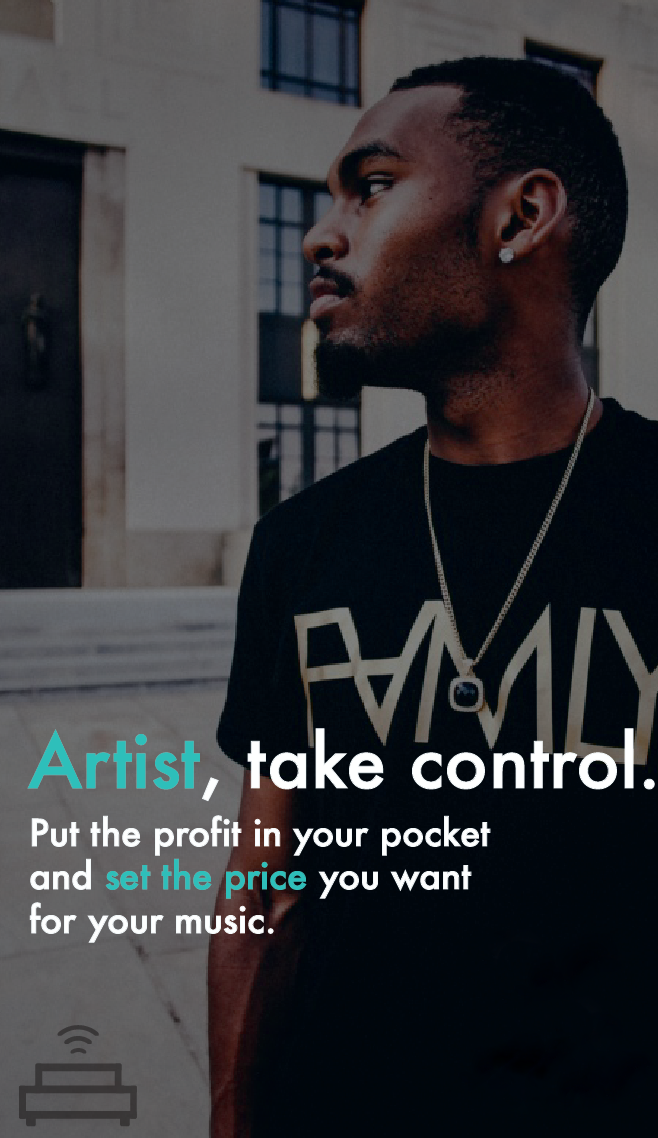 ALL
FAMILY
Artist, take control.
Put the profit in your pocket
and set the price you want
for your music.